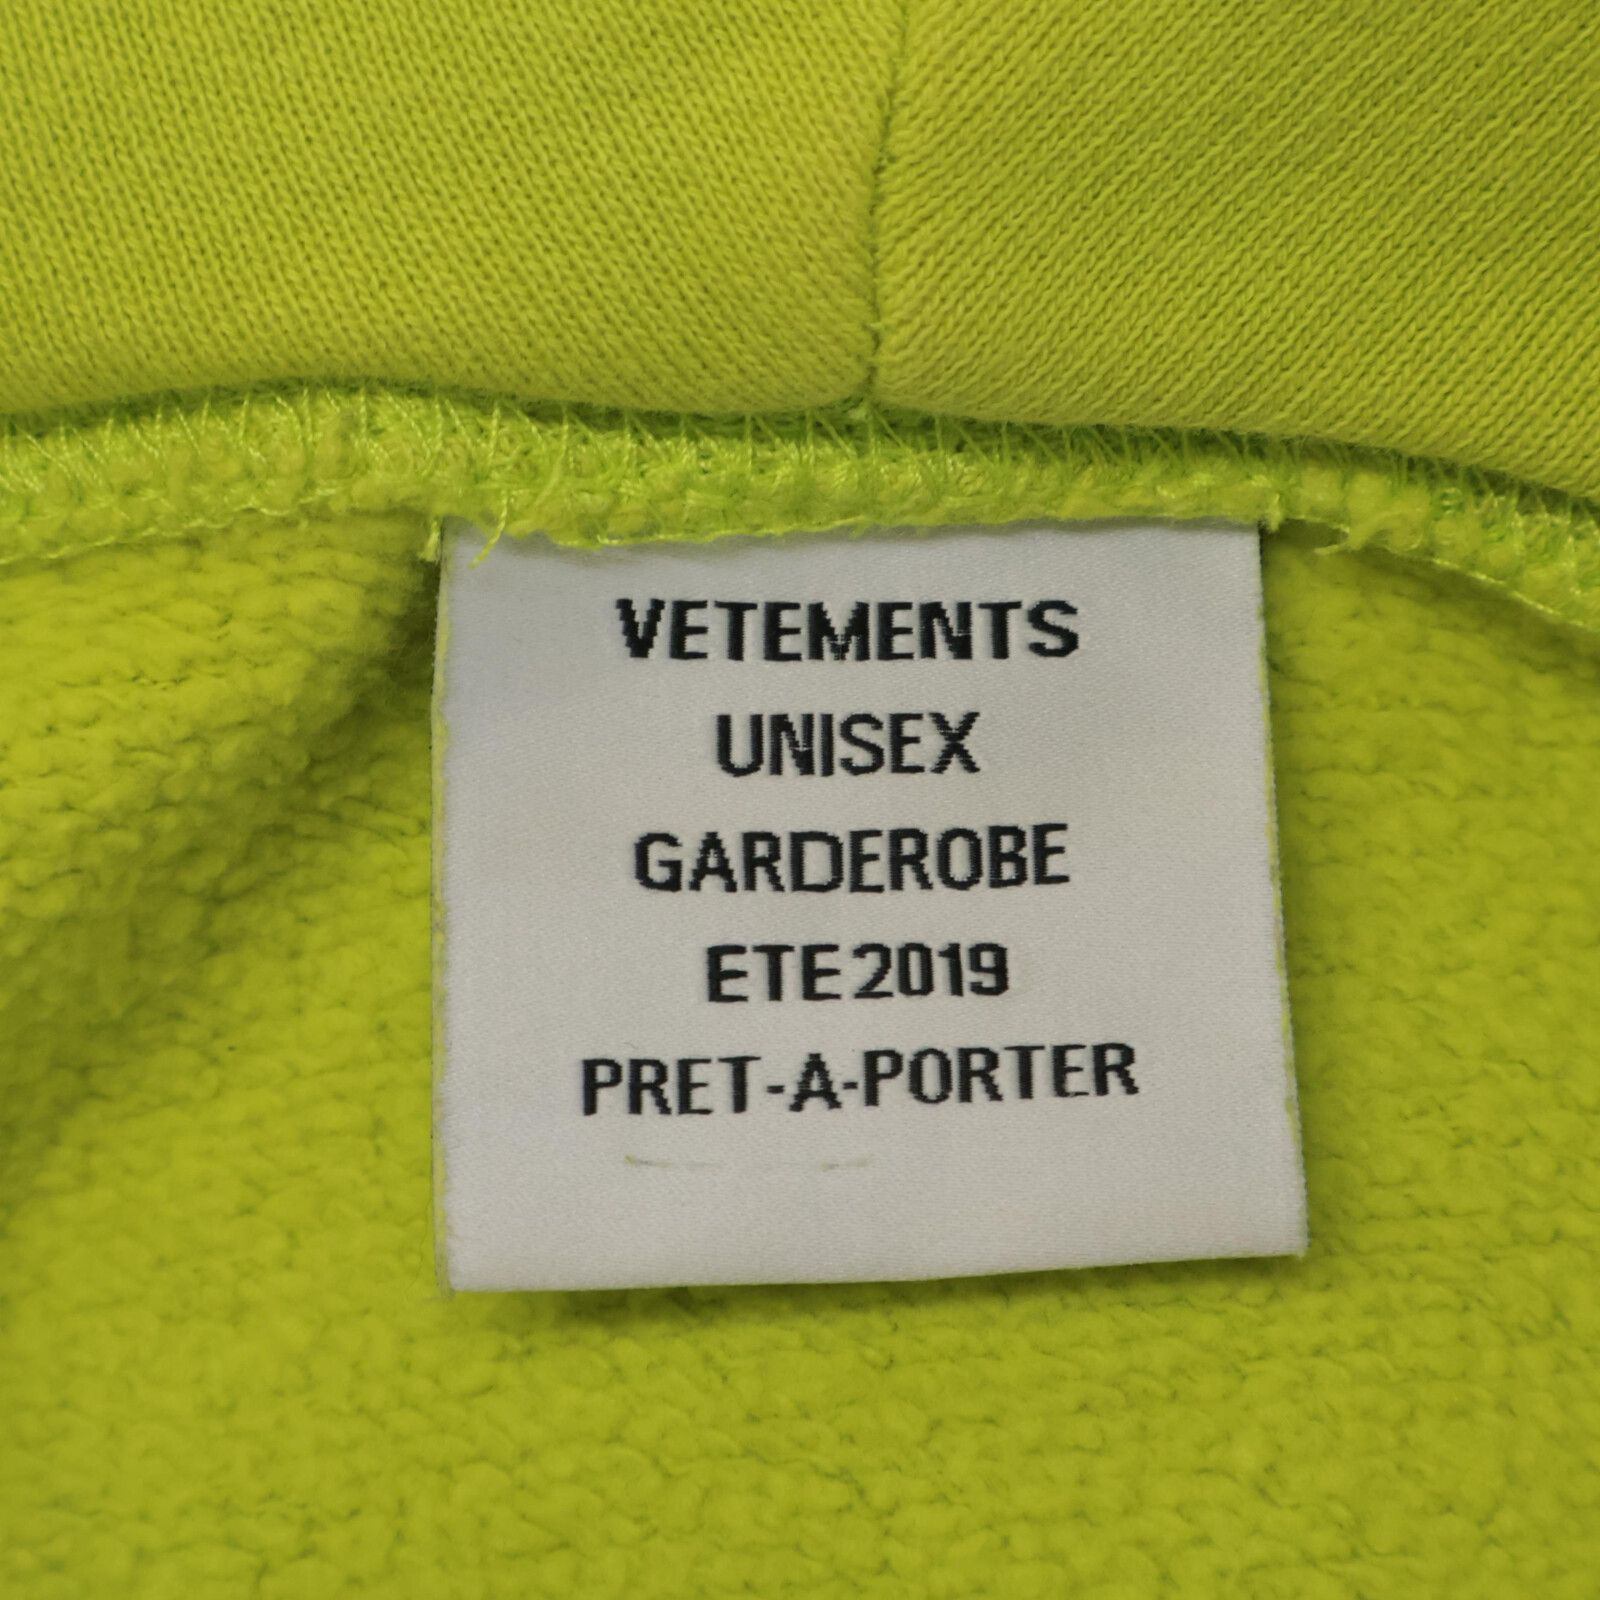 VETEMENTS
UNISEX
GARDEROBE
ETE 2019
PRET-A-PORTER